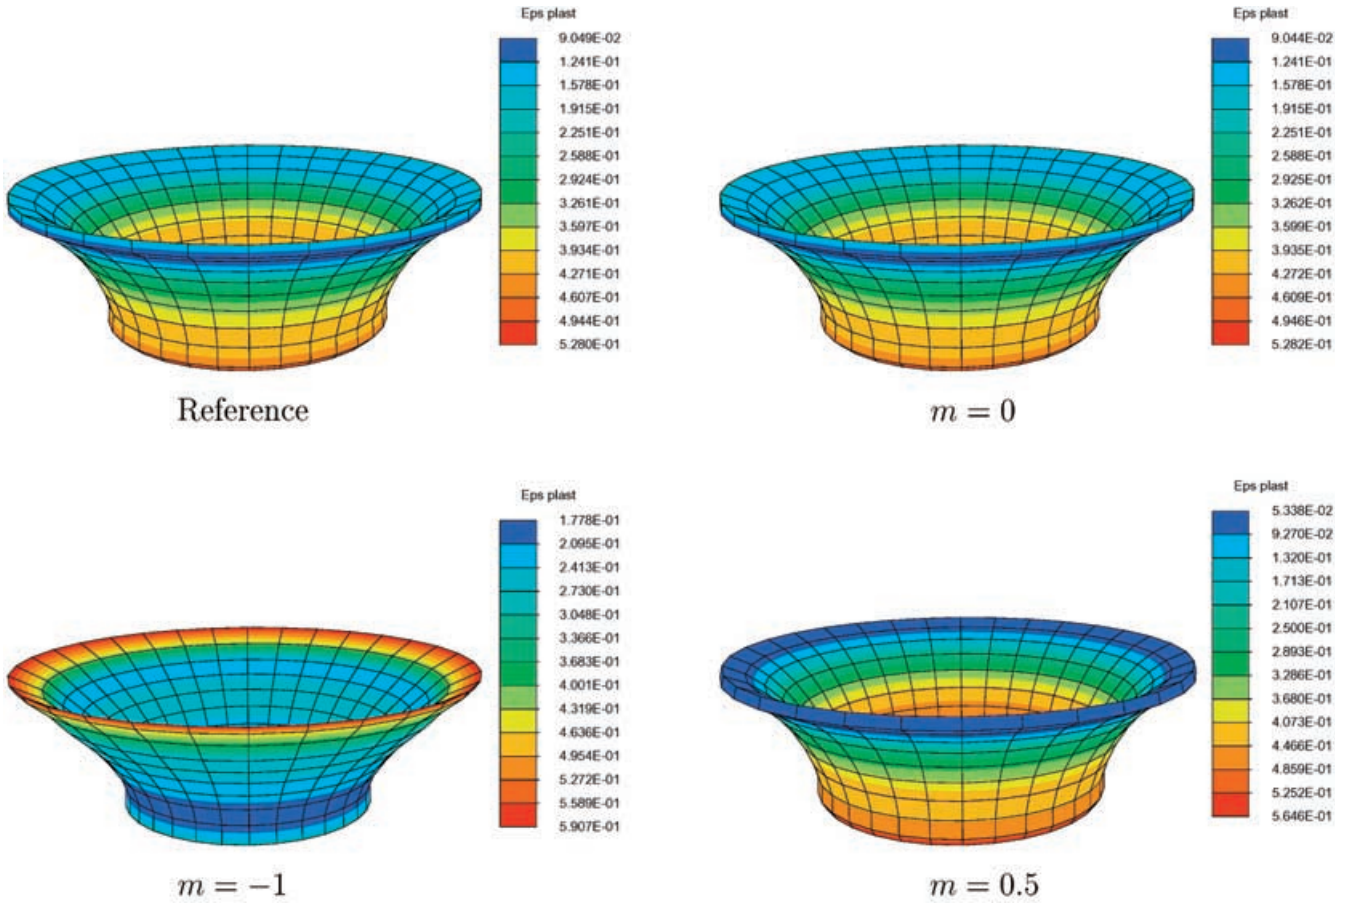 Eps plast
9.049E-02
1.241E-01
1.578E-01
1.915E-01
2.251E-01
2.588E-01
2.924E-01
3.261E-01
3.597E-01
3.934E-01
4.271E-01
4.607E-01
4.944E-01
5.280E-01
Reference
Eps plast
9.044E-02
1.241E-01
1.578E-01
1.915E-01
2.251E-01
2.588E-01
2.925E-01
3.262E-01
3.599E-01
3.935E-01
4.272E-01
4.609E-01
4.946E-01
5.282E-01
m = 0
Eps plast
1.778E-01
2.095E-01
2.413E-01
2.730E-01
3.048E-01
3.366E-01
3.683E-01
4.001E-01
4.319E-01
4.636E-01
4.954E-01
5.272E-01
5.589E-01
5.907E-01
m = −1
Eps plast
5.338E-02
9.270E-02
1.320E-01
1.713E-01
2.107E-01
2.500E-01
2.893E-01
3.286E-01
3.680E-01
4.073E-01
4.466E-01
4.859E-01
5.252E-01
5.646E-01
m = 0.5